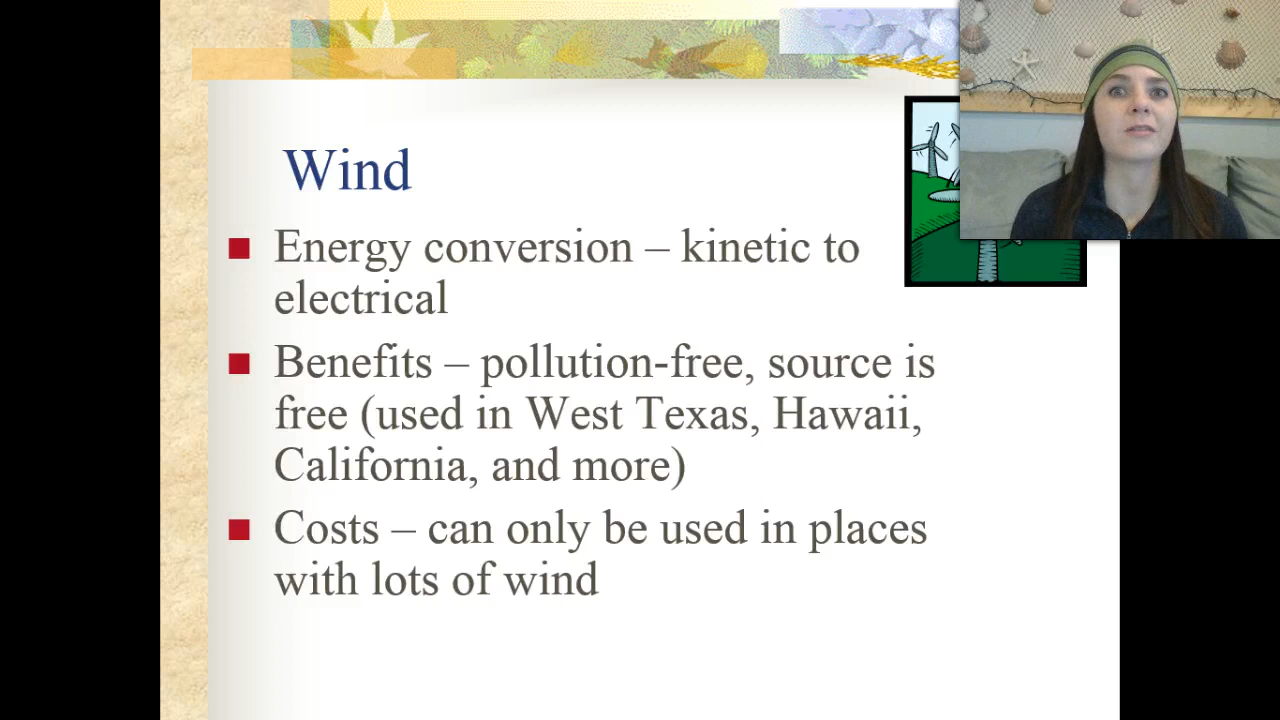 Wind
Energy conversion – kinetic to
electrical
Benefits – pollution-free, source is
free (used in West Texas, Hawaii,
California, and more)
Costs – can only be used in places
with lots of wind